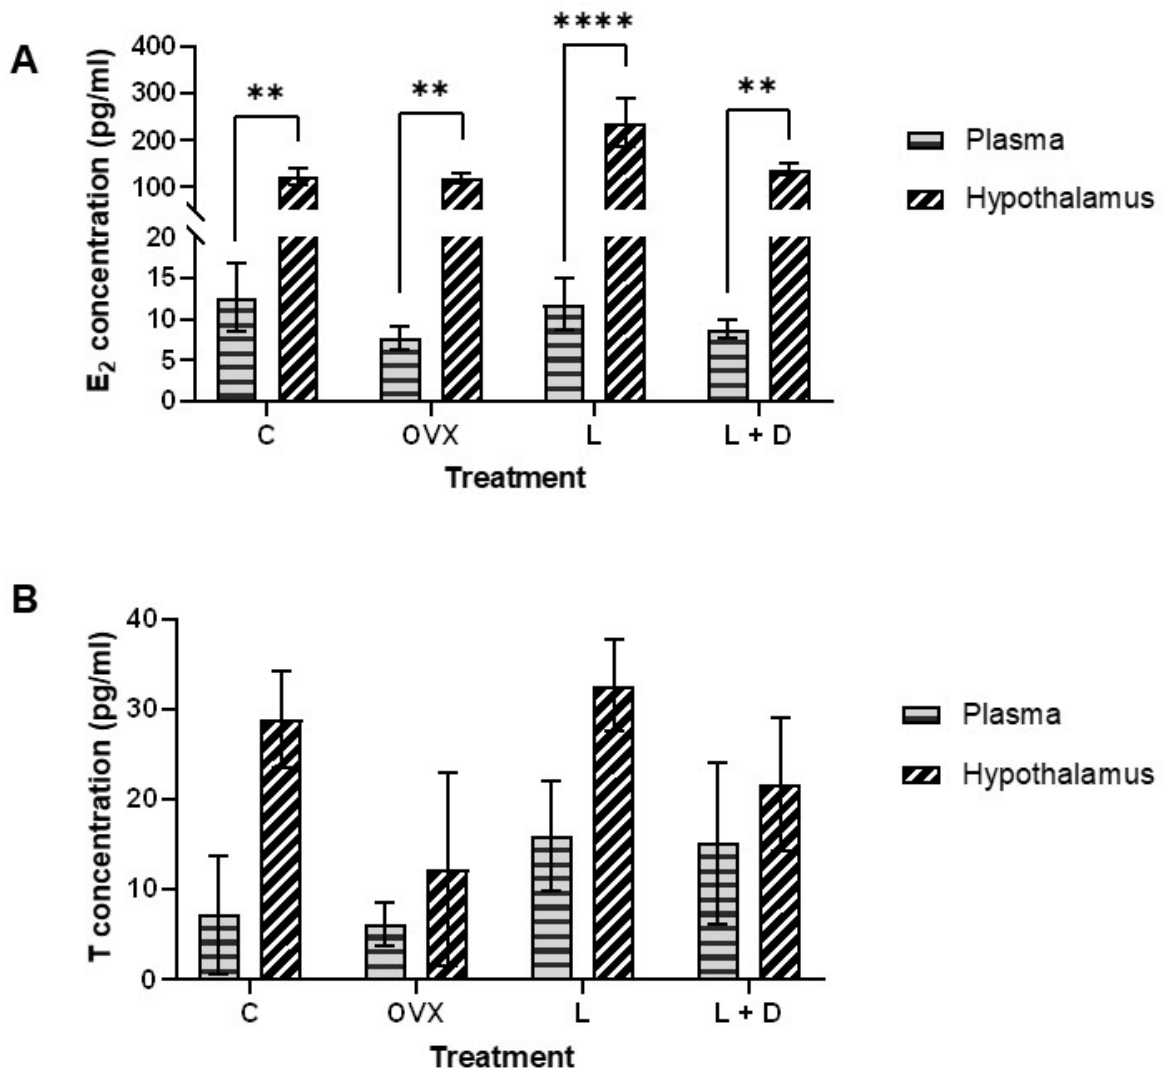 A
E₂ concentration (pg/ml)
400
300
200
100
20
15
10
5
0
**
**
****
**
C
OVX
L
L + D
Treatment
Plasma
Hypothalamus
B
T concentration (pg/ml)
40
30
20
10
0
C
OVX
L
L + D
Treatment
Plasma
Hypothalamus